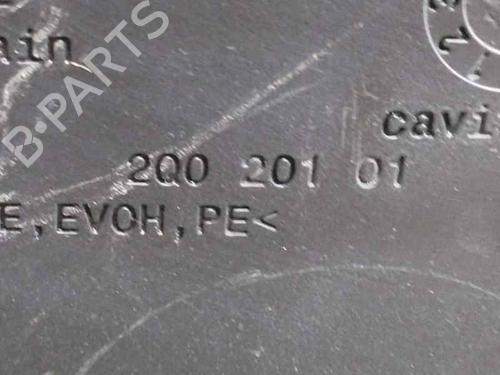 ain
cavi
2Q0 201 01
E,EVOH,PE<
B-PARTS